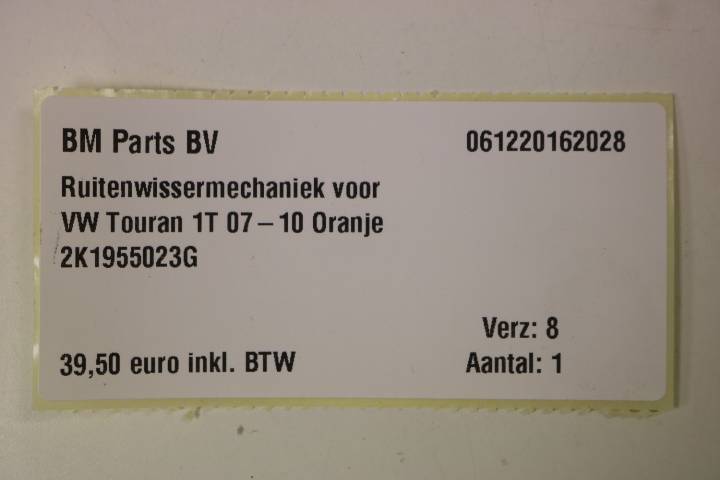 BM Parts BV 061220162028
Ruitenwissermechaniek voor
VW Touran 1T 07 – 10 Oranje
2K1955023G
Verz: 8
39,50 euro inkl. BTW Aantal: 1